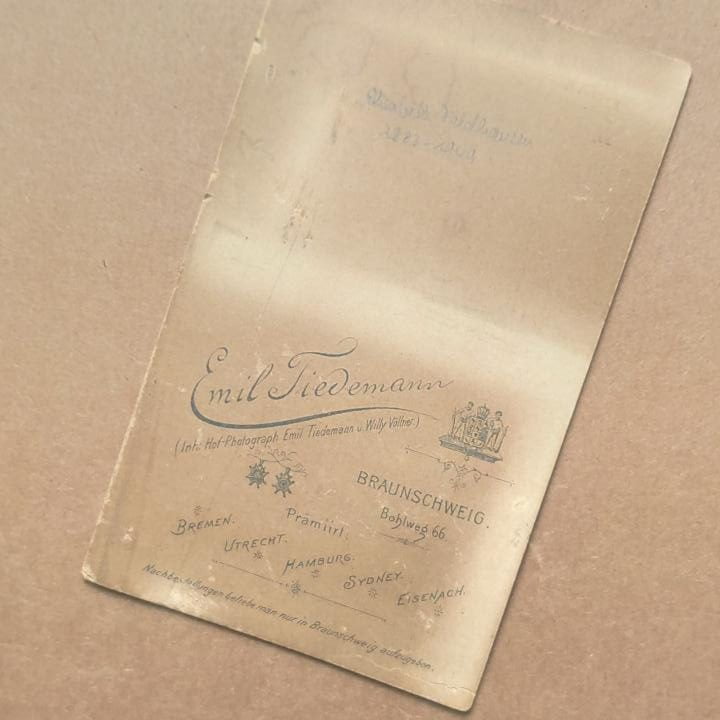 Emil Tiedemann
(Inh. Hof-Photograph Emil Tiedemann u. Willy Völlner.)
BRAUNSCHWEIG.
Bohlweg 66.
Prämiirt.
BREMEN.
UTRECHT.
HAMBURG.
SYDNEY.
EISENACH.
Nachbestellungen beliebe man nur in Braunschweig aufzugeben.